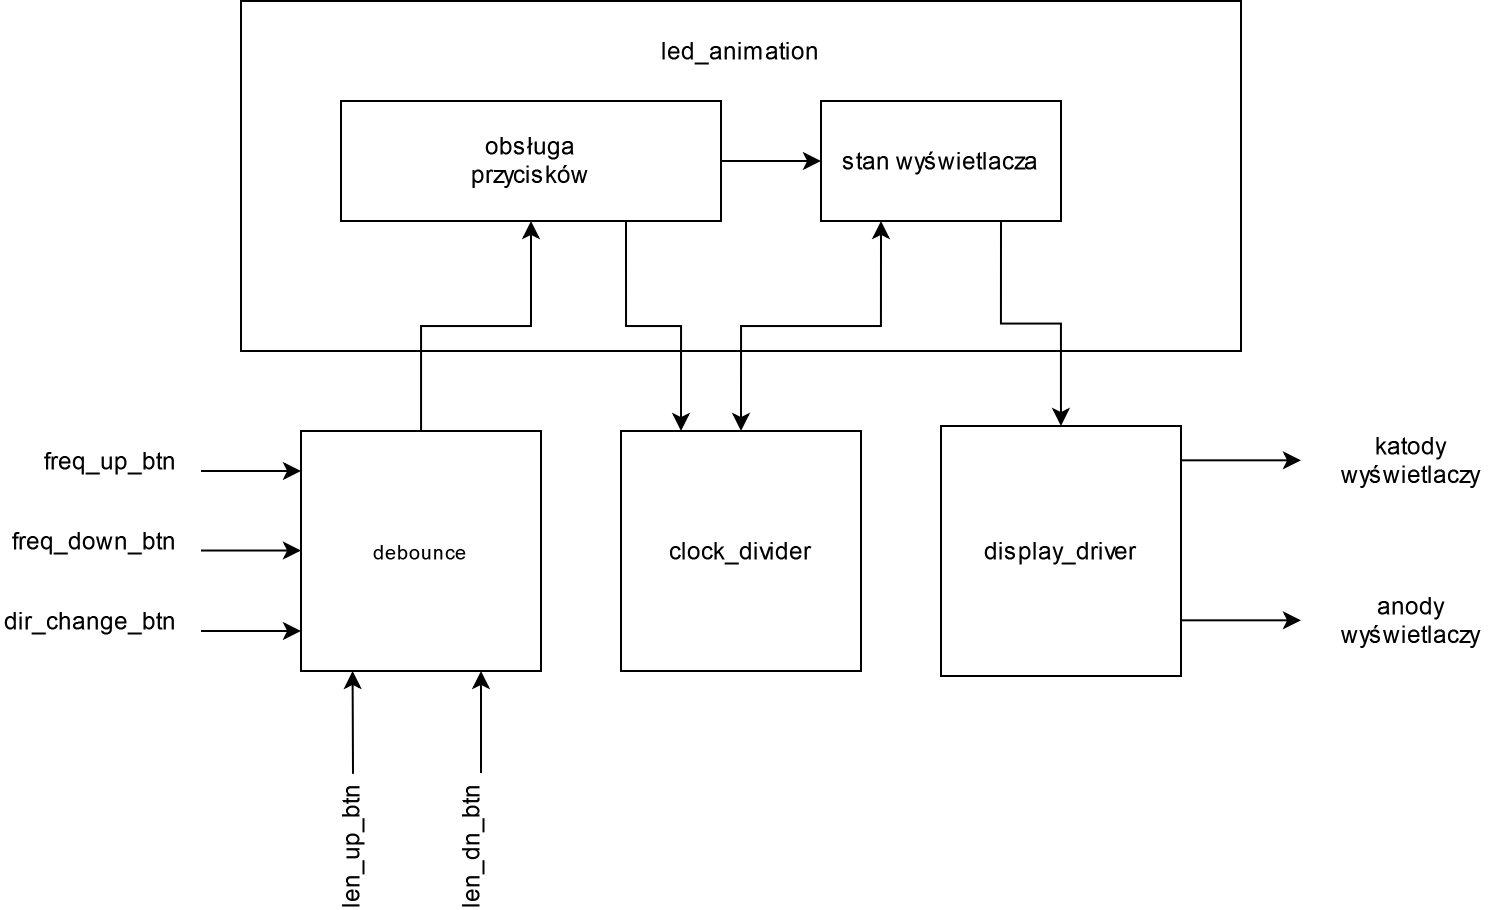 led_animation
obsługa
przycisków
stan wyświetlacza
freq_up_btn
freq_down_btn
dir_change_btn
debounce
clock_divider
display_driver
katody
wyświetlaczy
anody
wyświetlaczy
len_up_btn
len_dn_btn